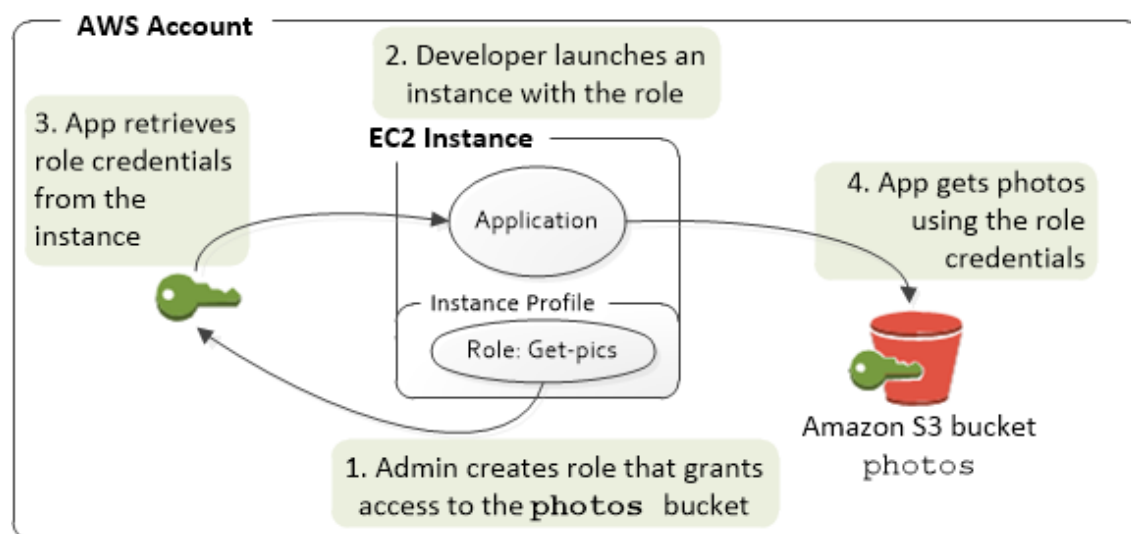 AWS Account
2. Developer launches an
instance with the role
3. App retrieves
role credentials
from the
instance
EC2 Instance
Application
4. App gets photos
using the role
credentials
Instance Profile
Role: Get-pics
Amazon S3 bucket
photos
1. Admin creates role that grants
access to the photos bucket